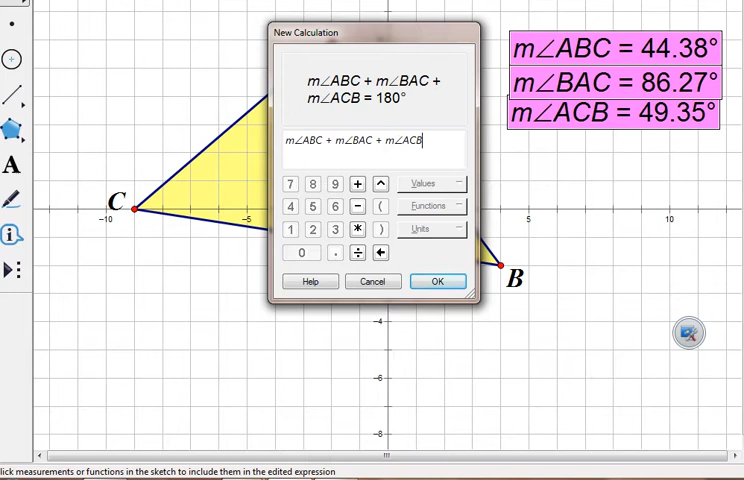 New Calculation
m∠ABC + m∠BAC +
m∠ACB = 180°
m∠ABC + m∠BAC + m∠ACB
7 8 9 + ^ Values
4 5 6 − ( Functions
1 2 3 * ) Units
0 . ÷
Help Cancel OK
m∠ABC = 44.38°
m∠BAC = 86.27°
m∠ACB = 49.35°
A
C
−10 −5 5 10
B
−4
−6
−8
lick measurements or functions in the sketch to include them in the edited expression